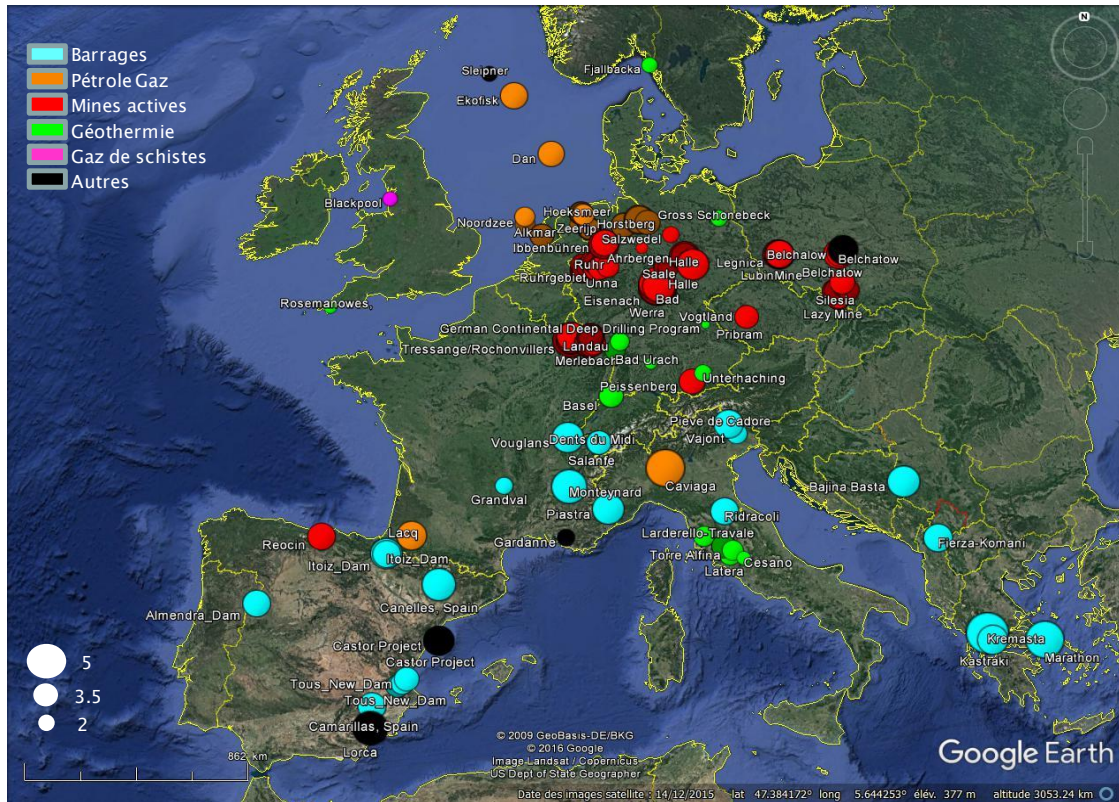 N
Barrages
Pétrole Gaz
Mines actives
Géothermie
Gaz de schistes
Autres
Sleipner
Fjallbacka
Ekofisk
Dan
Blackpool
Noordzee
Hoeksmeer
Gross Schonebeck
Alkmar
Zeerijp
Horstberg
Ibbenbühren
Salzwedel
Ahrbergen
Ruhr
Halle
Legnica
Belchalow
Belchatow
Ruhrgebiet
Unna
Saale
Halle
LubinMine
Belchatow
Eisenach
Bad
Silesia
Rosemanowes,
Werra
Vogtland
Lazy Mine
German Continental Deep Drilling Program
Pribram
Tressange/Rochonvillers
Landau
Merlebach
Bad Urach
Peissenberg
Unterhaching
Basel
Pieve de Cadore
Vouglans
Dents du Midi
Vajont
Salanfe
Grandval
Monteynard
Caviaga
Bajina Basta
Piastra
Ridracoli
Reocin
Lacq
Gardanne
Larderello-Travale
Fierza-Komani
Itoiz_Dam
Itoiz_Dam
Torre Alfina
Cesano
Latera
Almendra_Dam
Canelles, Spain
Castor Project
Castor Project
Kremasta
Kastraki
Marathon
5
Tous_New_Dam
3.5
Tous_New_Dam
2
Camarillas, Spain
Lorca
862 km
© 2009 GeoBasis-DE/BKG
© 2016 Google
Image Landsat / Copernicus
US Dept of State Geographer
Google Earth
Date des images satellite : 14/12/2015 lat 47.384172° long 5.644253° élév. 377 m altitude 3053.24 km